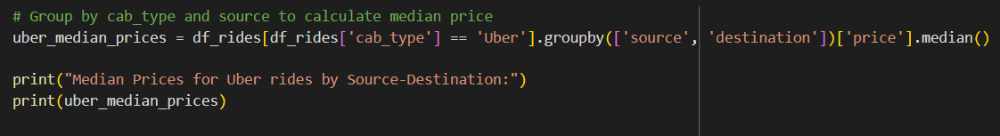 # Group by cab_type and source to calculate median price
uber_median_prices = df_rides[df_rides['cab_type'] == 'Uber'].groupby(['source', 'destination'])['price'].median()
print("Median Prices for Uber rides by Source-Destination:")
print(uber_median_prices)